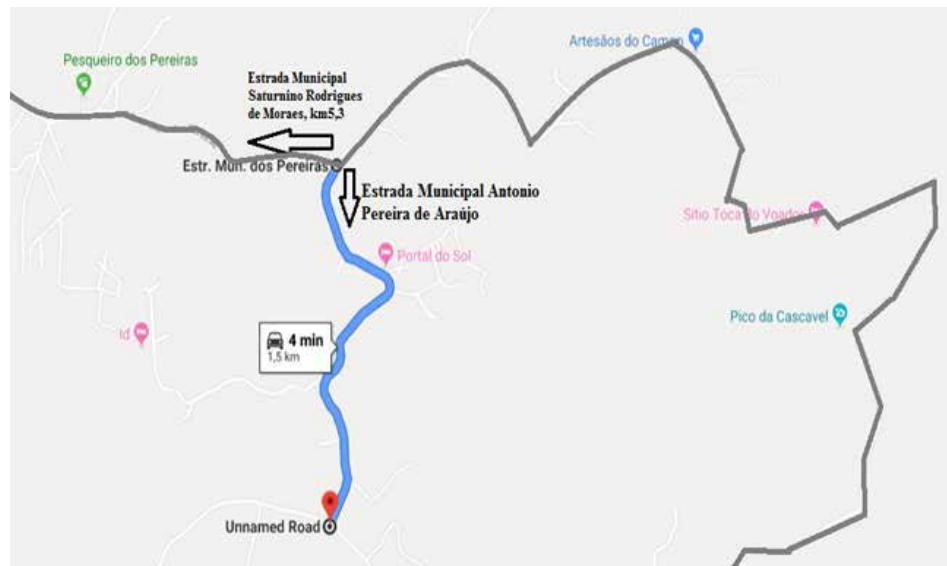 Artesãos do Campo
Pesqueiro dos Pereiras
Estrada Municipal
Saturnino Rodrigues
de Moraes, km5,3
Estr. Mun. dos Pereiras
Estrada Municipal Antonio
Pereira de Araújo
Sitio Toca do Voador
Portal do Sol
Pico da Cascavel
Id
4 min
1,5 km
Unnamed Road